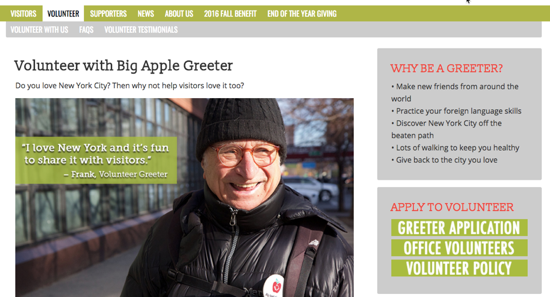 VISITORS VOLUNTEER SUPPORTERS NEWS ABOUT US 2016 FALL BENEFIT END OF THE YEAR GIVING
VOLUNTEER WITH US FAQS VOLUNTEER TESTIMONIALS
Volunteer with Big Apple Greeter
Do you love New York City? Then why not help visitors love it too?
"I love New York and it's fun
to share it with visitors."
– Frank, Volunteer Greeter
WHY BE A GREETER?
• Make new friends from around the
world
• Practice your foreign language skills
• Discover New York City off the
beaten path
• Lots of walking to keep you healthy
• Give back to the city you love
APPLY TO VOLUNTEER
GREETER APPLICATION
OFFICE VOLUNTEERS
VOLUNTEER POLICY